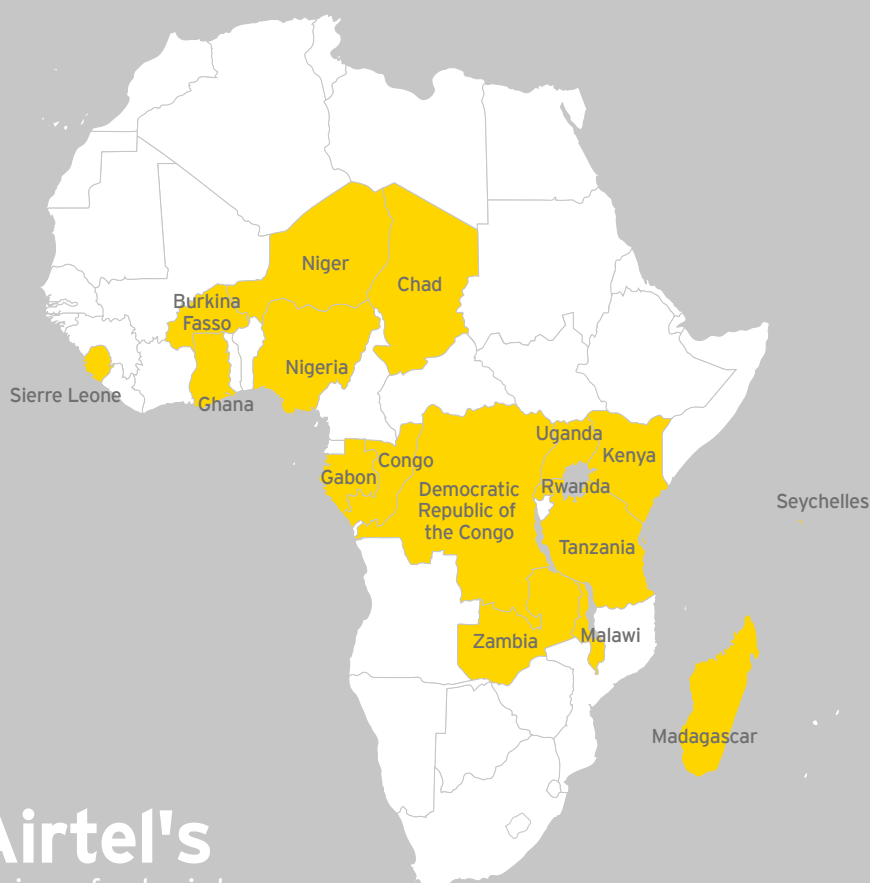 Niger
Chad
Burkina
Fasso
Nigeria
Sierre Leone
Ghana
Uganda
Kenya
Congo
Gabon
Rwanda
Democratic
Republic of
the Congo
Seychelles
Tanzania
Malawi
Zambia
Madagascar
Airtel's